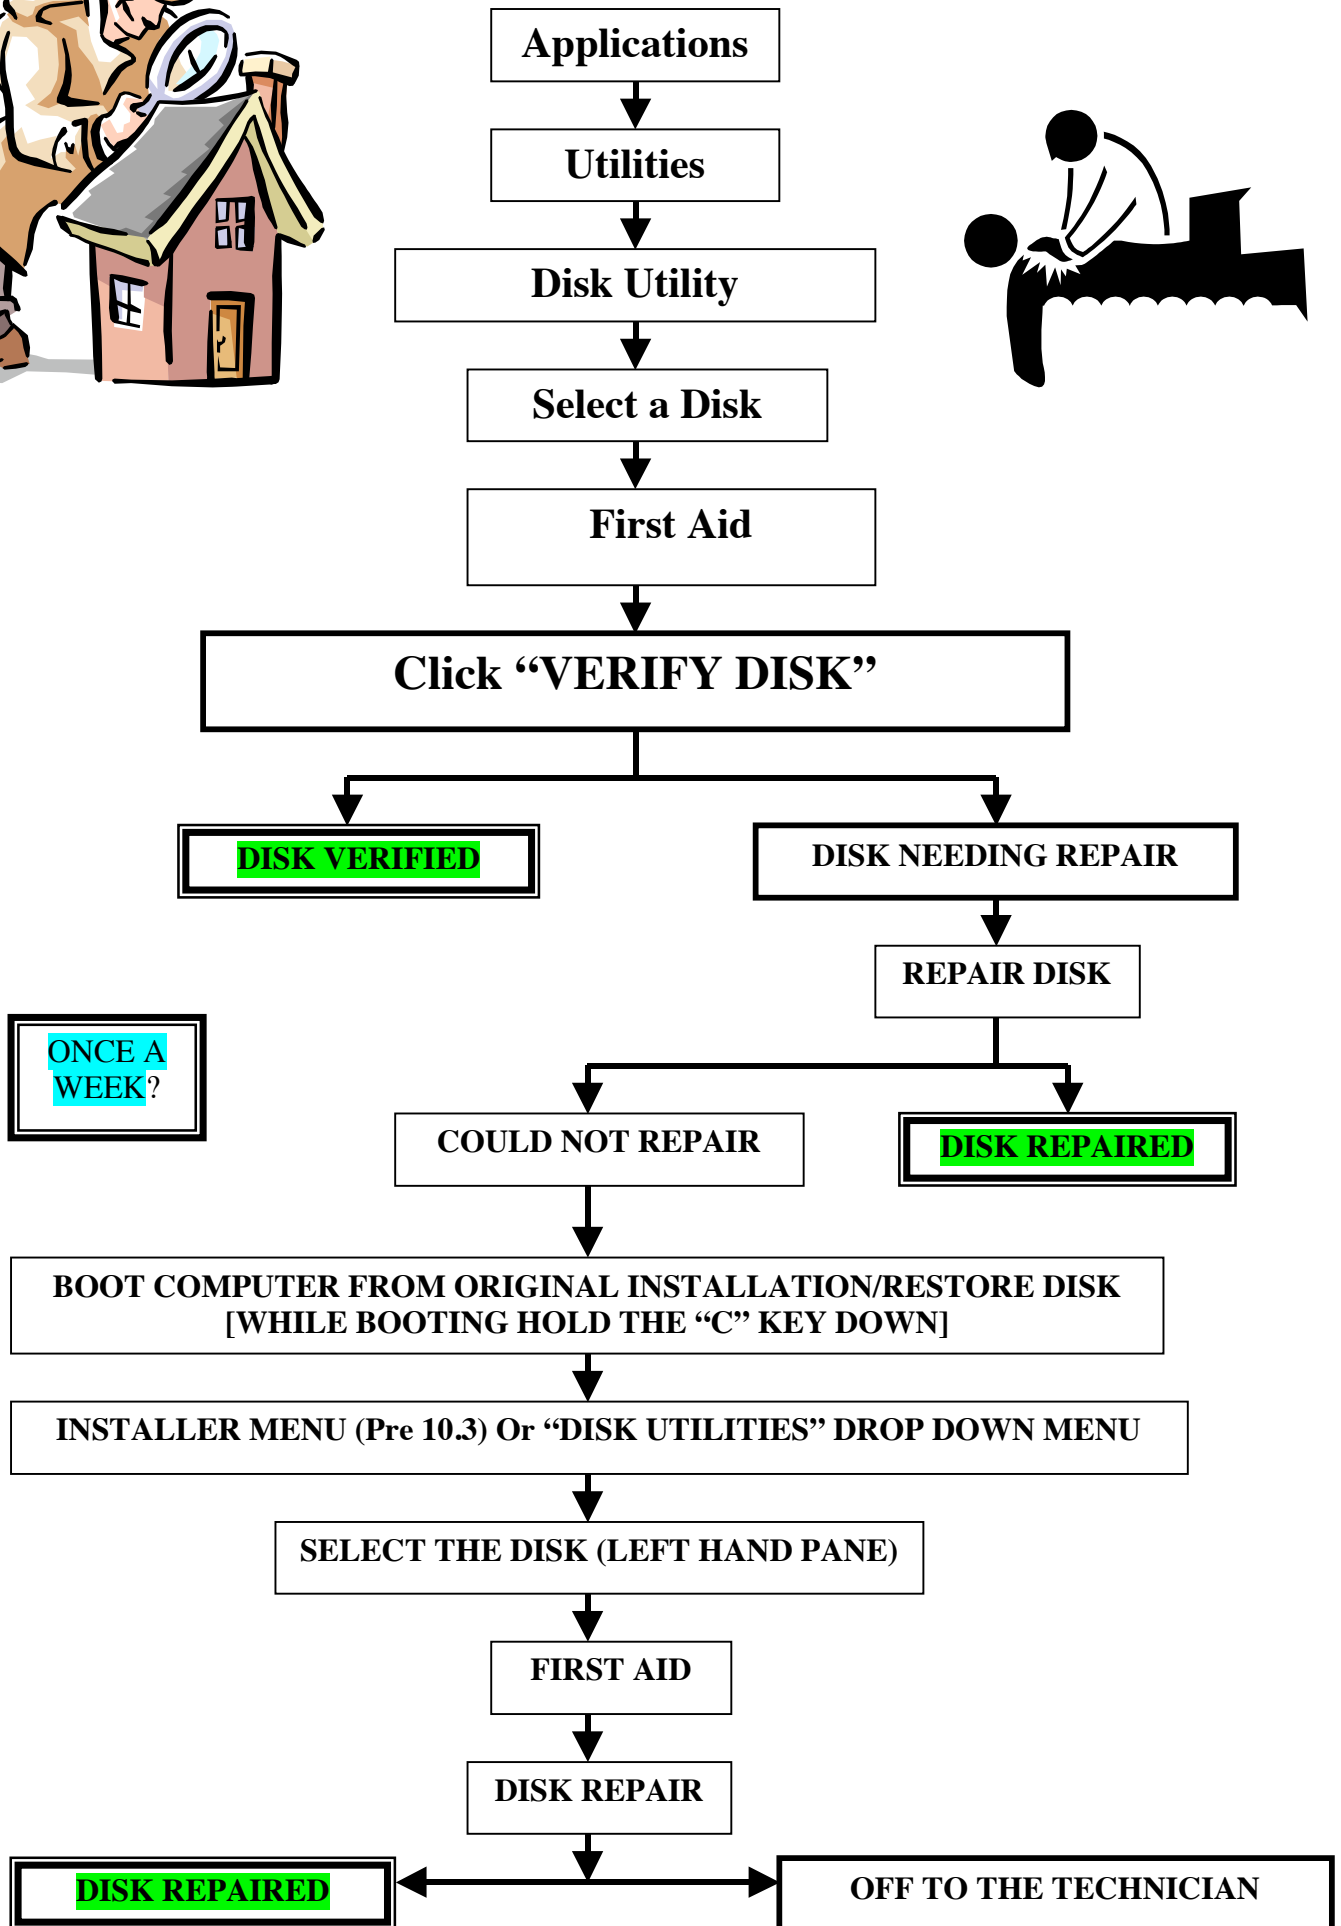 Applications
Utilities
Disk Utility
Select a Disk
First Aid
Click “VERIFY DISK”
DISK VERIFIED
DISK NEEDING REPAIR
REPAIR DISK
ONCE A
WEEK?
COULD NOT REPAIR
DISK REPAIRED
BOOT COMPUTER FROM ORIGINAL INSTALLATION/RESTORE DISK
[WHILE BOOTING HOLD THE “C” KEY DOWN]
INSTALLER MENU (Pre 10.3) Or “DISK UTILITIES” DROP DOWN MENU
SELECT THE DISK (LEFT HAND PANE)
FIRST AID
DISK REPAIR
DISK REPAIRED
OFF TO THE TECHNICIAN